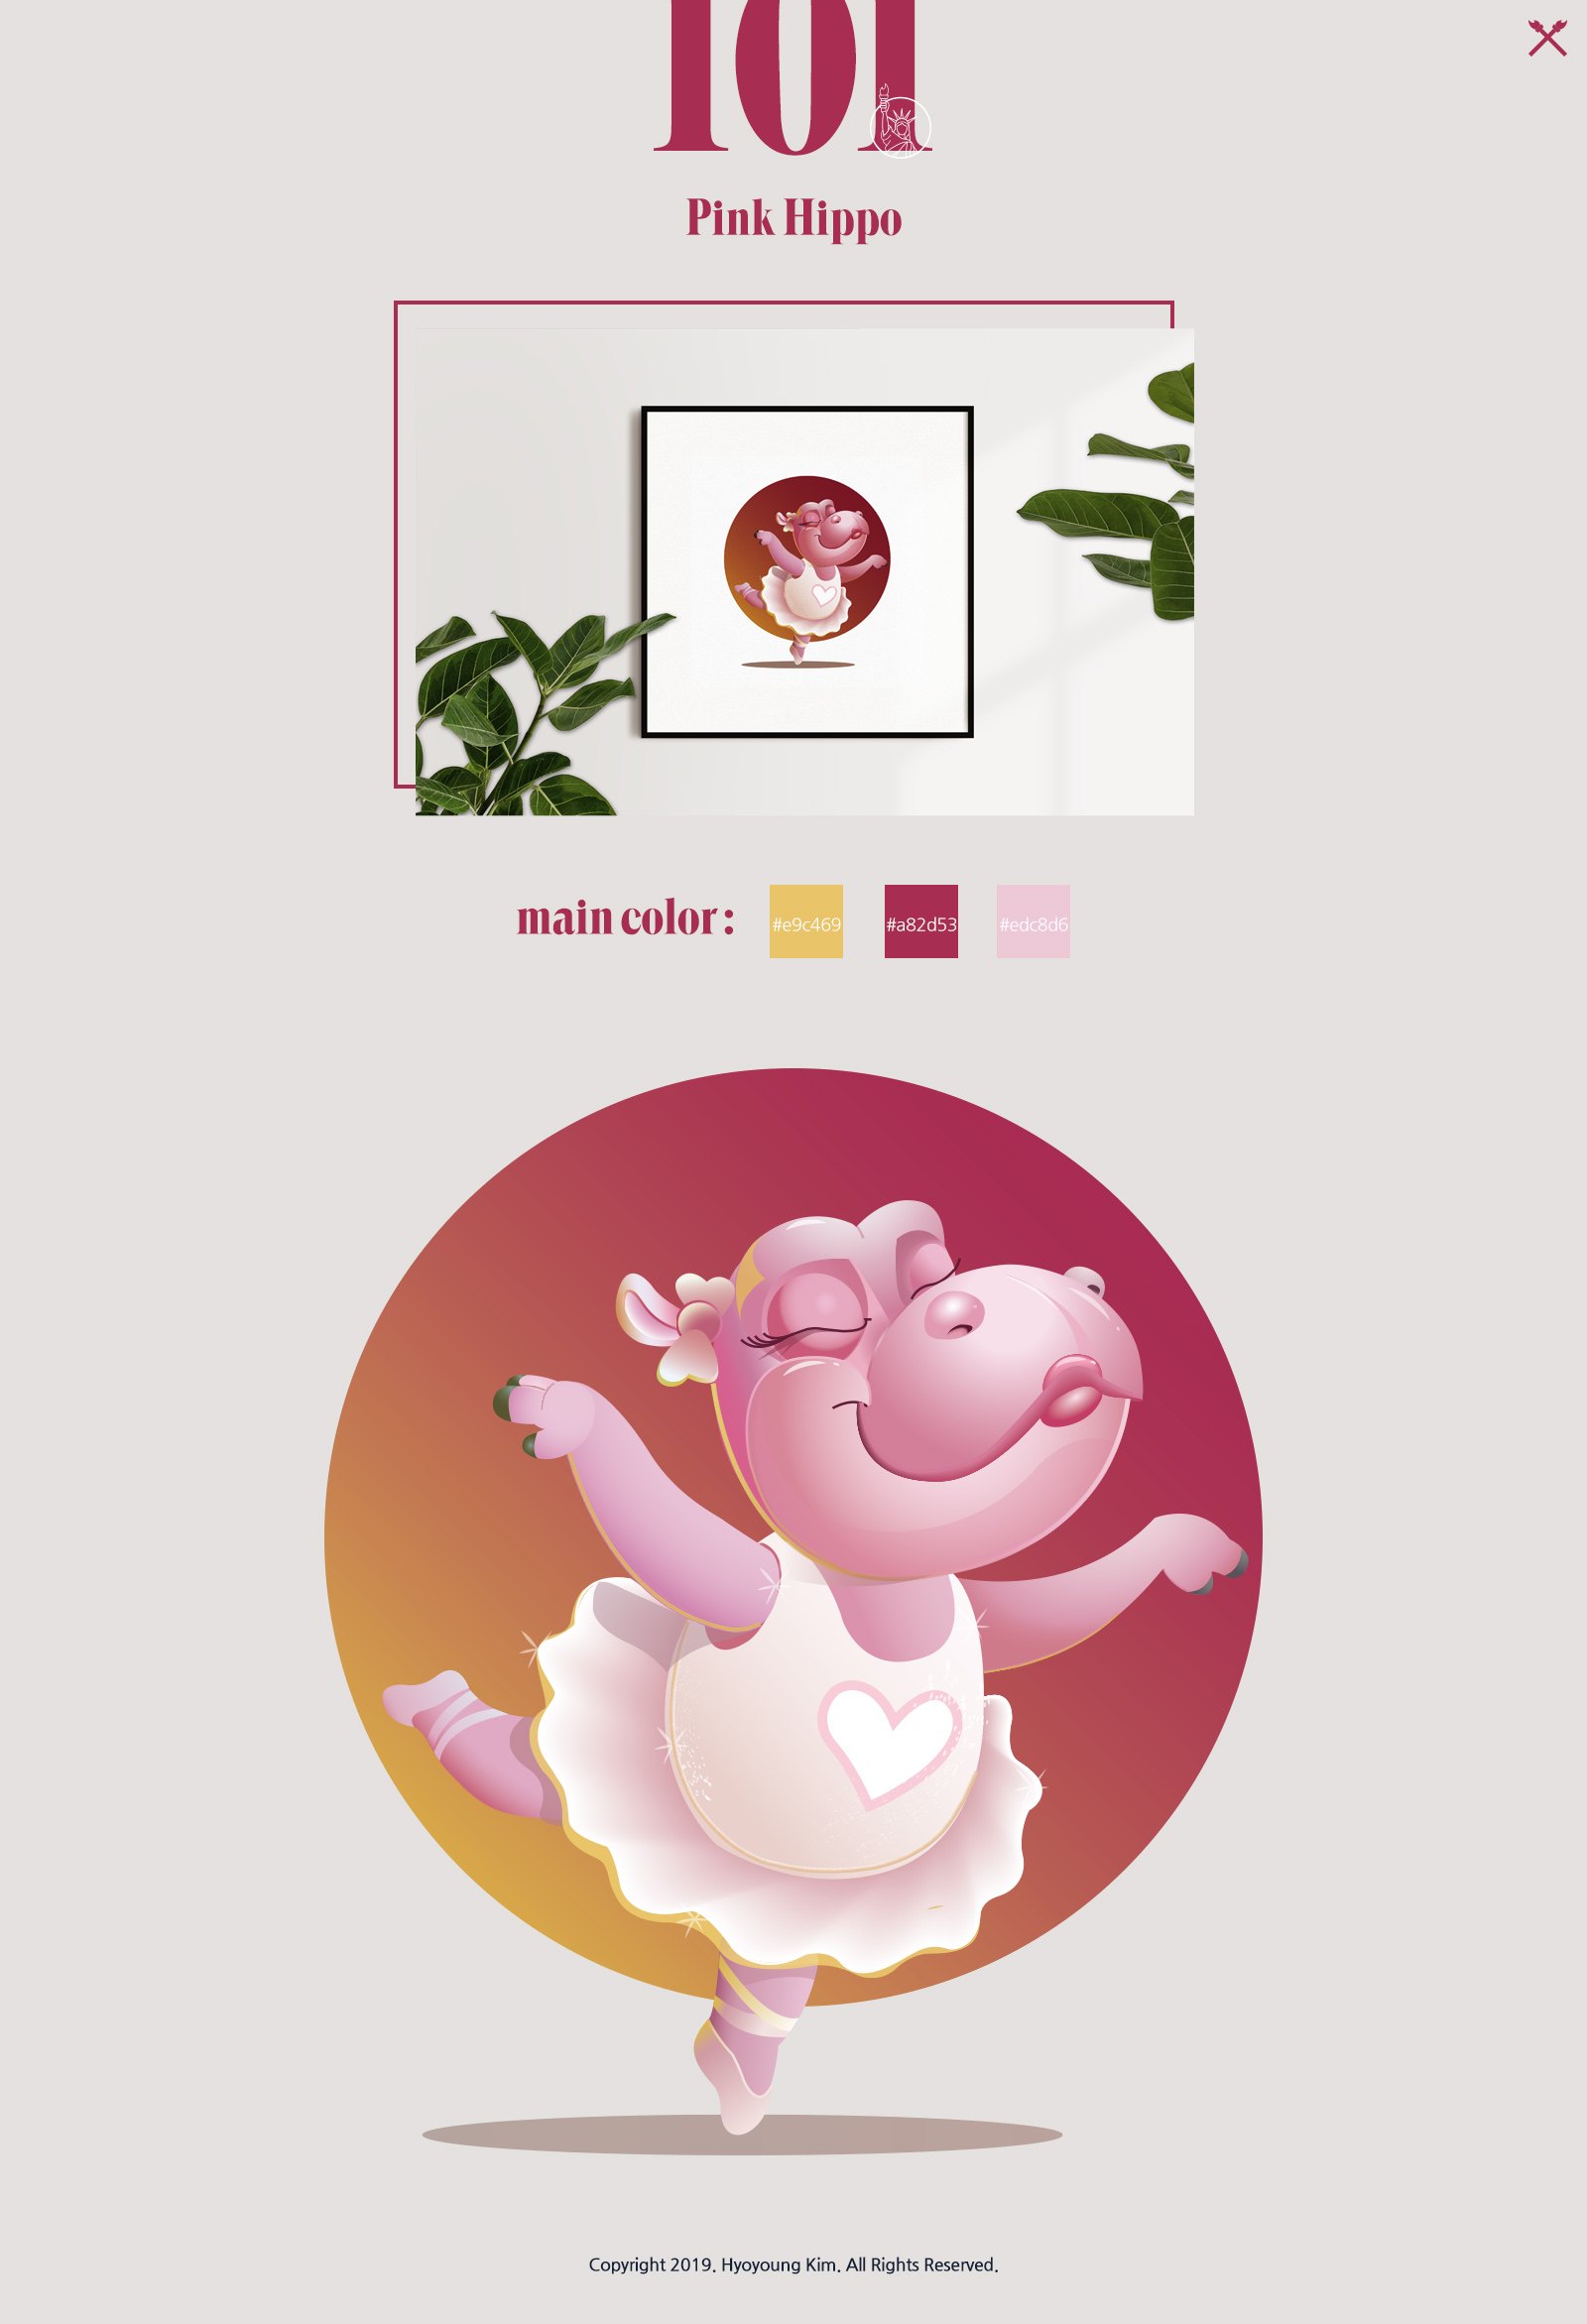 101
Pink Hippo
main color :
#e9c469
#a82d53
#edc8d6
Copyright 2019. Hyoyoung Kim. All Rights Reserved.